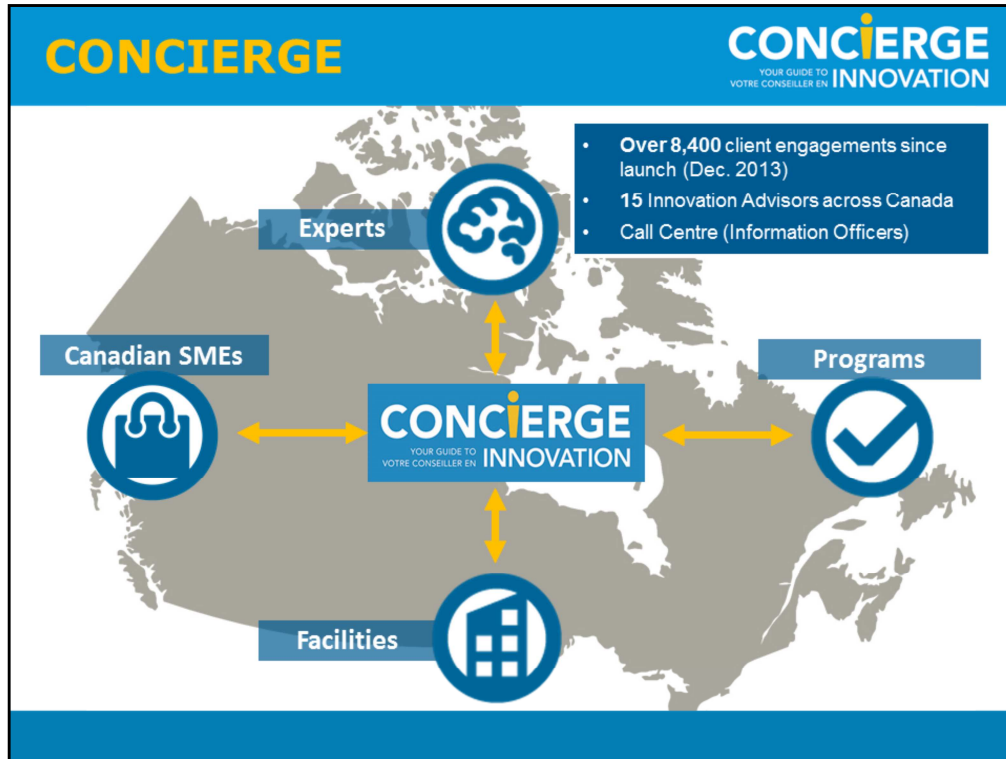 CONCIERGE
CONCIERGE
YOUR GUIDE TO
VOTRE CONSEILLER EN INNOVATION
• Over 8,400 client engagements since
launch (Dec. 2013)
• 15 Innovation Advisors across Canada
• Call Centre (Information Officers)
Experts
Canadian SMEs
Programs
CONCIERGE
YOUR GUIDE TO
VOTRE CONSEILLER EN INNOVATION
Facilities